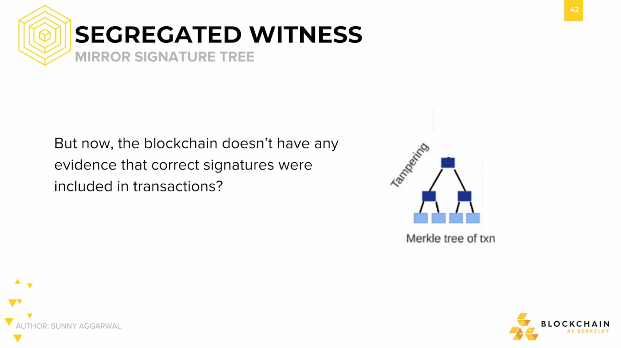 42
SEGREGATED WITNESS
MIRROR SIGNATURE TREE
But now, the blockchain doesn't have any
evidence that correct signatures were
included in transactions?
Tampering
Merkle tree of txn
AUTHOR: SUNNY AGGARWAL
BLOCKCHAIN
AT BERKELEY